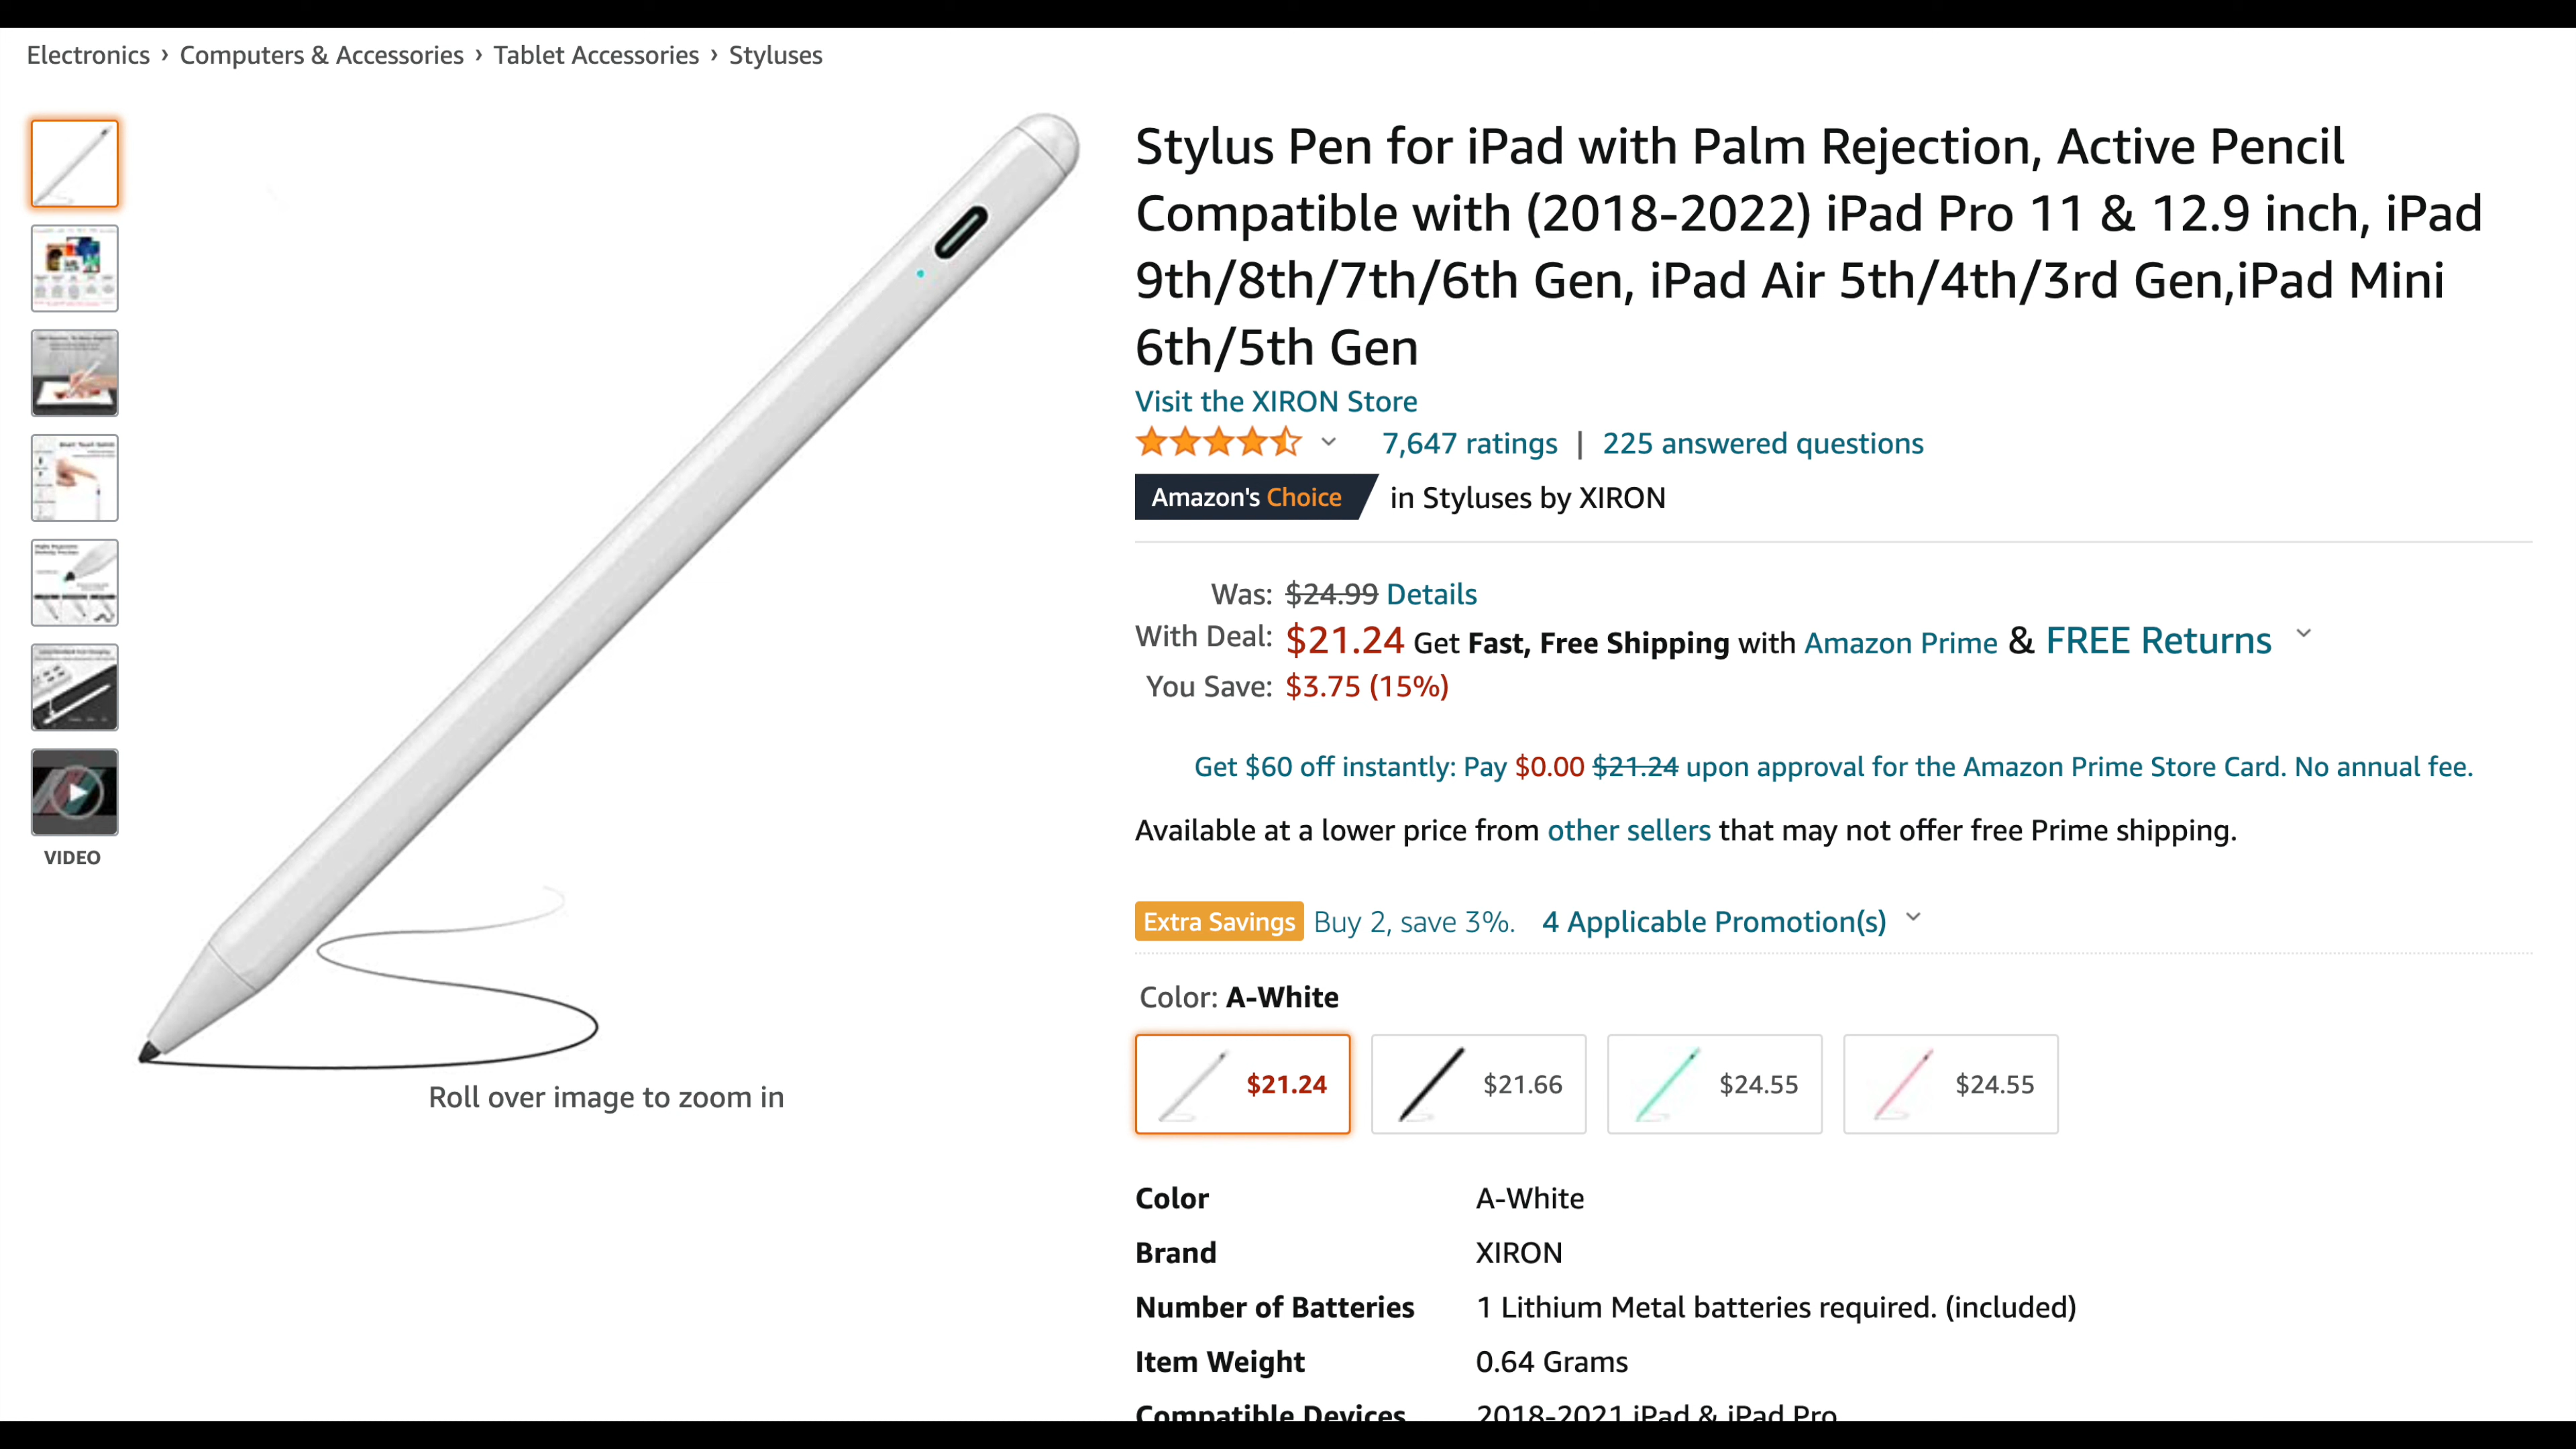 Electronics › Computers & Accessories › Tablet Accessories › Styluses
Stylus Pen for iPad with Palm Rejection, Active Pencil
Compatible with (2018-2022) iPad Pro 11 & 12.9 inch, iPad
9th/8th/7th/6th Gen, iPad Air 5th/4th/3rd Gen,iPad Mini
6th/5th Gen
Visit the XIRON Store
7,647 ratings | 225 answered questions
Amazon's Choice in Styluses by XIRON
Was: $24.99 Details
With Deal: $21.24 Get Fast, Free Shipping with Amazon Prime & FREE Returns
You Save: $3.75 (15%)
Get $60 off instantly: Pay $0.00 $21.24 upon approval for the Amazon Prime Store Card. No annual fee.
Available at a lower price from other sellers that may not offer free Prime shipping.
VIDEO
Extra Savings Buy 2, save 3%. 4 Applicable Promotion(s)
Color: A-White
$21.24 $21.66 $24.55 $24.55
Roll over image to zoom in
Color A-White
Brand XIRON
Number of Batteries 1 Lithium Metal batteries required. (included)
Item Weight 0.64 Grams
Compatible Devices 2018-2021 iPad & iPad Pro